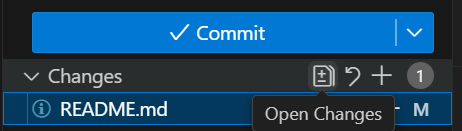 Commit
Changes 1
README.md M
Open Changes